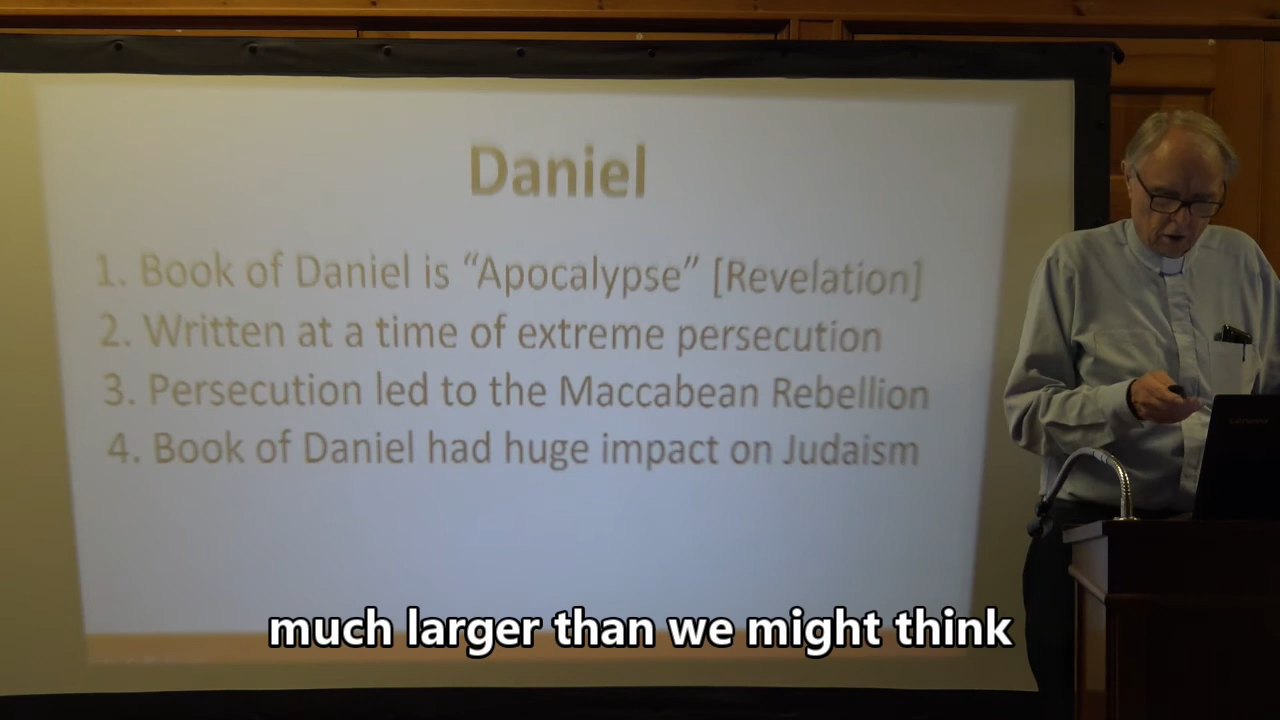 Daniel
1. Book of Daniel is “Apocalypse” [Revelation]
2. Written at a time of extreme persecution
3. Persecution led to the Maccabean Rebellion
4. Book of Daniel had huge impact on Judaism
much larger than we might think